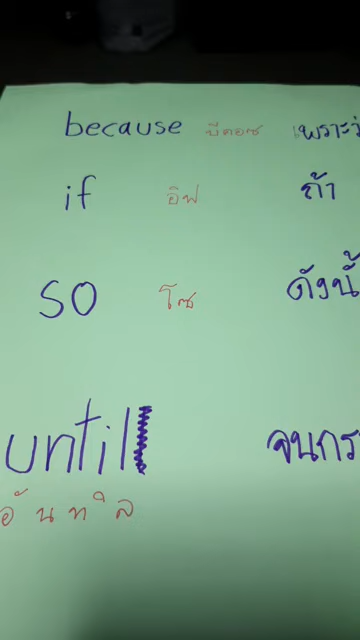 because บีคอซ เพราะว่
if อิฟ ถ้า
so โซ ดังนั้
until จนกร
อันทิล